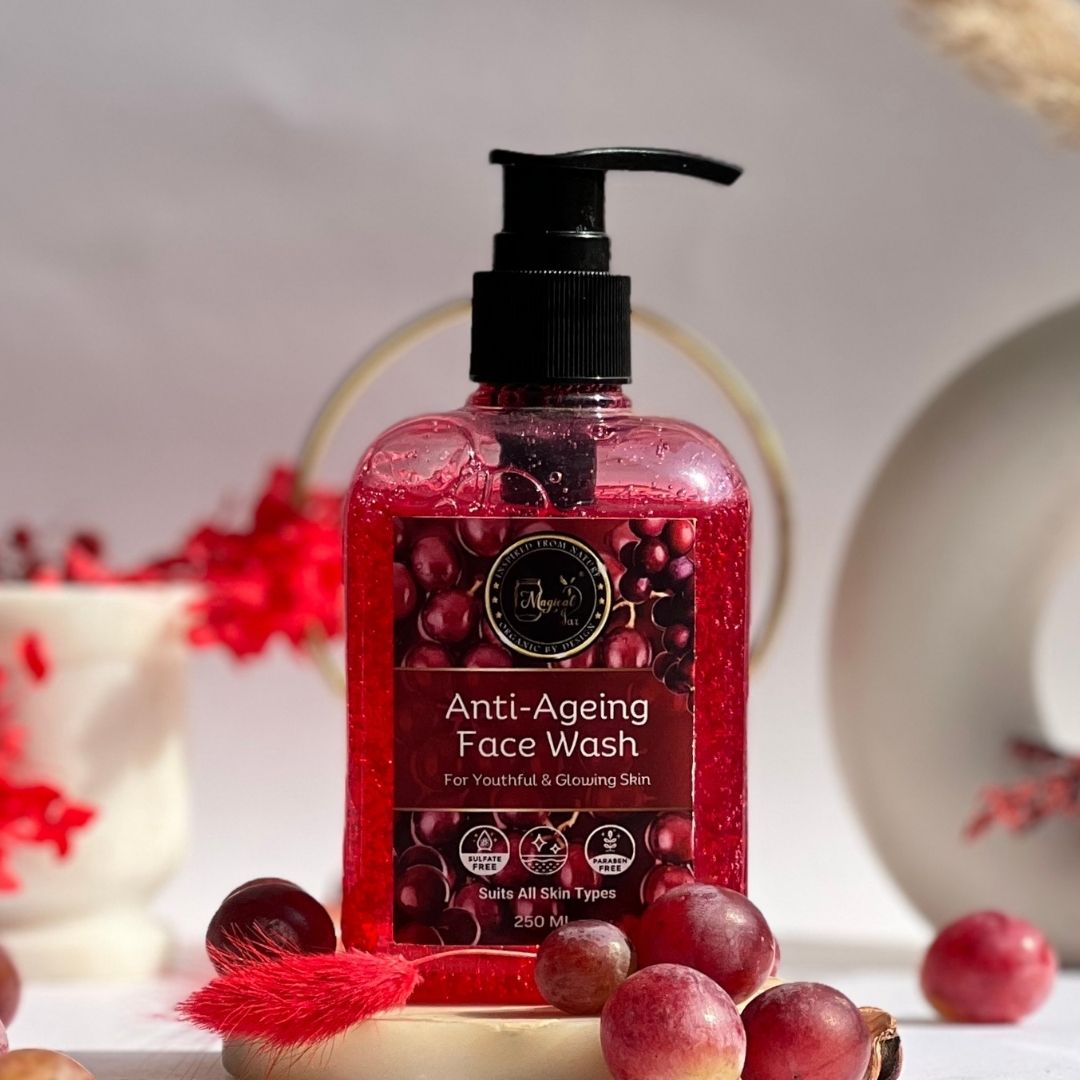 INSPIRED FROM NATURE
Magical
Jar
ORGANIC BY DESIGN
Anti-Ageing
Face Wash
For Youthful & Glowing Skin
SULFATE
FREE
PARABEN
FREE
Suits All Skin Types
250 ML